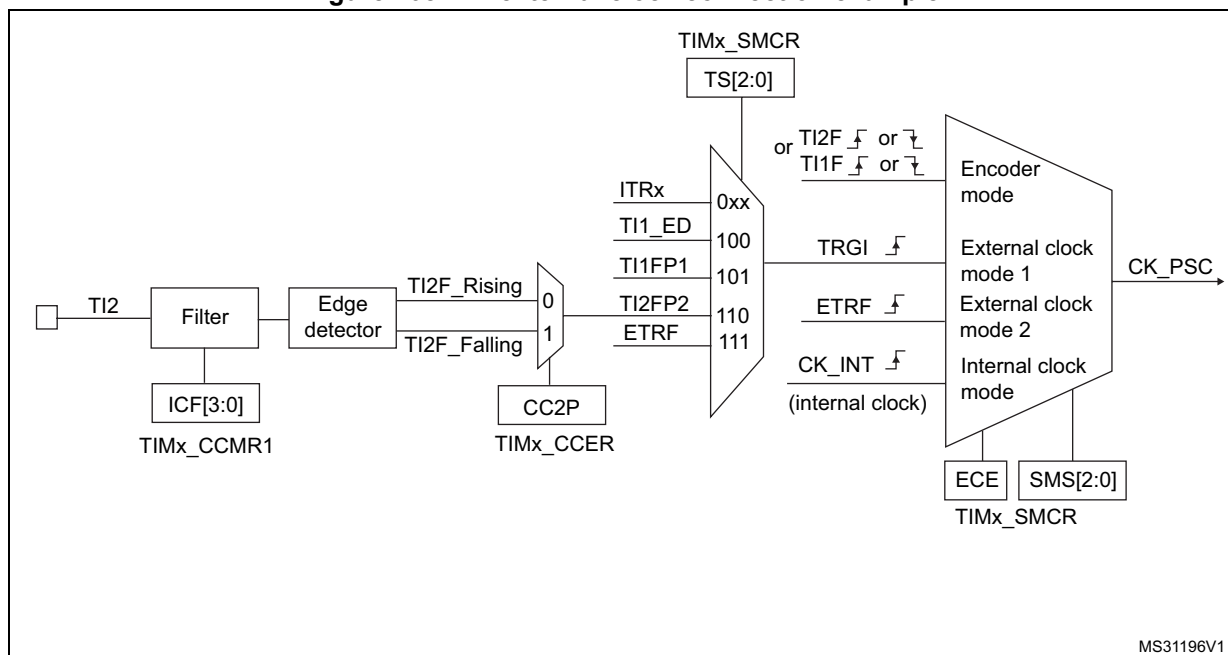 TIMx_SMCR
TS[2:0]
or TI2F or
TI1F or
Encoder
mode
ITRx
0xx
TI1_ED
100
TRGI
External clock
mode 1
CK_PSC
TI1FP1
101
TI2F_Rising
0
TI2
Filter
Edge
detector
TI2FP2
110
ETRF
External clock
mode 2
1
ETRF
111
TI2F_Falling
CK_INT
Internal clock
mode
(internal clock)
ICF[3:0]
CC2P
TIMx_CCMR1
TIMx_CCER
ECE
SMS[2:0]
TIMx_SMCR
MS31196V1